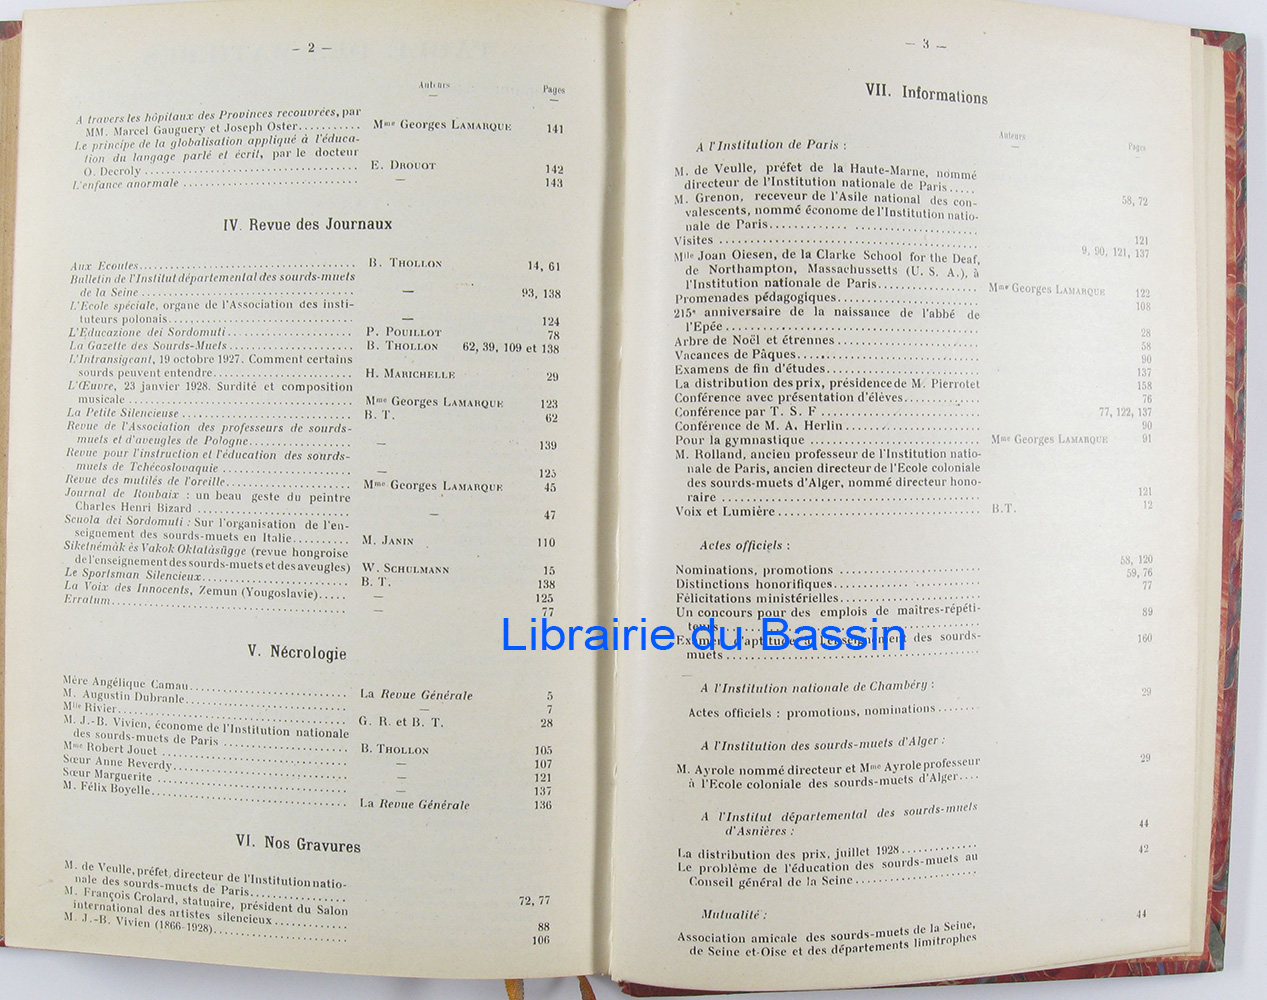 — 2 —
Auteurs Pages
A travers les hôpitaux des Provinces recouvrées, par
MM. Marcel Gauguery et Joseph Oster........... Mme Georges LAMARQUE 141
Le principe de la globalisation appliqué à l'éduca-
tion du langage parlé et écrit, par le docteur
O. Decroly .................................... E. DROUOT 142
L'enfance anormale .............................. — 143
IV. Revue des Journaux
Aux Ecoutes..................................... B. THOLLON 14, 61
Bulletin de l'Institut départemental des sourds-muets
de la Seine .................................... — 93, 138
L'Ecole spéciale, organe de l'Association des insti-
tuteurs polonais................................ — 124
L'Educazione dei Sordomuti...................... P. POUILLOT 78
La Gazette des Sourds-Muets..................... B. THOLLON 62, 39, 109 et 138
L'Intransigeant, 19 octobre 1927. Comment certains
sourds peuvent entendre......................... H. MARICHELLE 29
L'Œuvre, 23 janvier 1928. Surdité et composition
musicale ....................................... Mme Georges LAMARQUE 123
La Petite Silencieuse .......................... B. T. 62
Revue de l'Association des professeurs de sourds-
muets et d'aveugles de Pologne.................. — 139
Revue pour l'instruction et l'éducation des sourds-
muets de Tchécoslovaquie ....................... — 125
Revue des mutilés de l'oreille.................. Mme Georges LAMARQUE 45
Journal de Roubaix : un beau geste du peintre
Charles Henri Bizard ........................... — 47
Scuola dei Sordomuti : Sur l'organisation de l'en-
seignement des sourds-muets en Italie........... M. JANIN 110
Siketnémák ès Vakok Oktatàsügge (revue hongroise
de l'enseignement des sourds-muets et des aveugles) W. SCHULMANN 15
Le Sportsman Silencieux......................... B. T. 138
La Voix des Innocents, Zemun (Yougoslavie)..... — 125
Erratum......................................... — 77
V. Nécrologie
Mère Angélique Camau............................ La Revue Générale 5
M. Augustin Dubranle............................ — 7
Mlle Rivier..................................... G. R. et B. T. 28
M. J.-B. Vivien, économe de l'Institution nationale
des sourds-muets de Paris ...................... B. THOLLON 105
Mme Robert Jouet ............................... — 107
Sœur Anne Reverdy............................... — 121
Sœur Marguerite ................................ — 137
M. Félix Boyelle................................ La Revue Générale 136
VI. Nos Gravures
M. de Veulle, préfet, directeur de l'Institution natio-
nale des sourds-muets de Paris.................. 72, 77
M. François Crolard, statuaire, président du Salon
international des artistes silencieux........... 88
M. J.-B. Vivien (1866-1928)..................... 106
— 3 —
VII. Informations
Auteurs Pages
A l'Institution de Paris :
M. de Veulle, préfet de la Haute-Marne, nommé
directeur de l'Institution nationale de Paris..... 58, 72
M. Grenon, receveur de l'Asile national des con-
valescents, nommé économe de l'Institution natio-
nale de Paris............ 121
Visites ........................................ 9, 90, 121, 137
Mlle Joan Oiesen, de la Clarke School for the Deaf,
de Northampton, Massachussetts (U. S. A.), à
l'Institution nationale de Paris................ Mme Georges LAMARQUE 122
Promenades pédagogiques......................... 108
215e anniversaire de la naissance de l'abbé de
l'Epée ......................................... 28
Arbre de Noël et étrennes ...................... 58
Vacances de Pâques.............................. 90
Examens de fin d'études......................... 137
La distribution des prix, présidence de M. Pierrotet 158
Conférence avec présentation d'élèves........... 76
Conférence par T. S. F ......................... 77, 122, 137
Conférence de M. A. Herlin ..................... 90
Pour la gymnastique ............................ Mme Georges LAMARQUE 91
M. Rolland, ancien professeur de l'Institution natio-
nale de Paris, ancien directeur de l'Ecole coloniale
des sourds-muets d'Alger, nommé directeur hono-
raire .......................................... 121
Voix et Lumière................................. B.T. 12
Actes officiels :
Nominations, promotions ........................ 58, 120
Distinctions honorifiques....................... 59, 76
Félicitations ministérielles.................... 77
Un concours pour des emplois de maîtres-répéti-
teurs........................................... 89
Examen d'aptitude à l'enseignement des sourds-
muets........................................... 160
Librairie du Bassin
A l'Institution nationale de Chambéry :
Actes officiels : promotions, nominations....... 29
A l'Institution des sourds-muets d'Alger :
M. Ayrole nommé directeur et Mme Ayrole professeur
à l'Ecole coloniale des sourds-muets d'Alger.... 29
A l'Institut départemental des sourds-muets
d'Asnières :
La distribution des prix, juillet 1928.......... 44
Le problème de l'éducation des sourds-muets au
Conseil général de la Seine..................... 42
Mutualité :
Association amicale des sourds-muets de la Seine,
de Seine et-Oise et des départements limitrophes 44